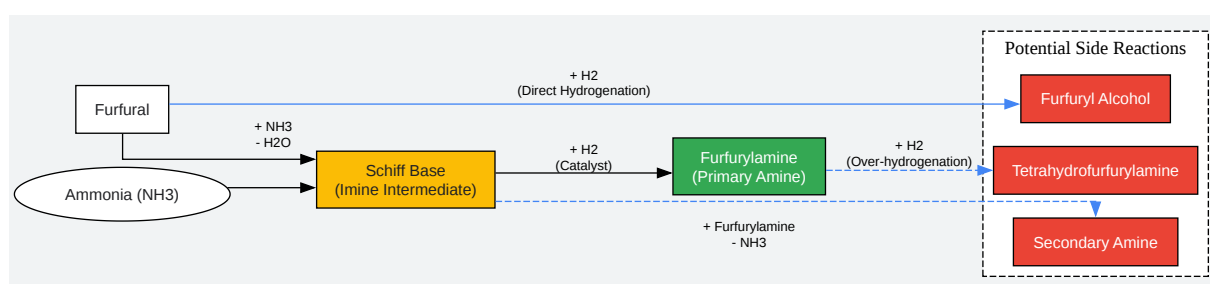 Potential Side Reactions
+ H2
(Direct Hydrogenation)
Furfuryl Alcohol
Furfural
+ NH3
- H2O
Schiff Base
(Imine Intermediate)
+ H2
(Catalyst)
Furfurylamine
(Primary Amine)
+ H2
(Over-hydrogenation)
Tetrahydrofurfurylamine
Ammonia (NH3)
+ Furfurylamine
- NH3
Secondary Amine